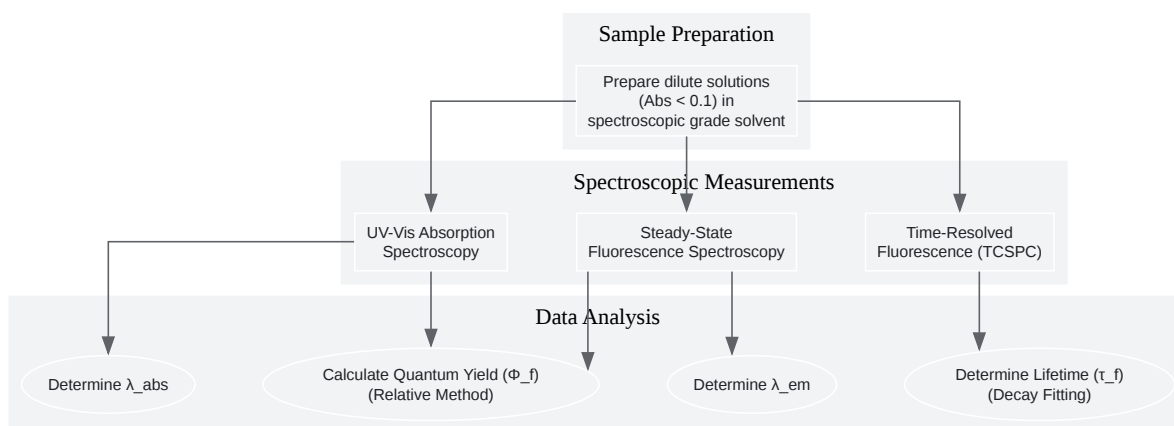 Sample Preparation
Prepare dilute solutions
(Abs < 0.1) in
spectroscopic grade solvent
Spectroscopic Measurements
UV-Vis Absorption
Spectroscopy
Steady-State
Fluorescence Spectroscopy
Time-Resolved
Fluorescence (TCSPC)
Data Analysis
Determine λ_abs
Calculate Quantum Yield (Φ_f)
(Relative Method)
Determine λ_em
Determine Lifetime (τ_f)
(Decay Fitting)